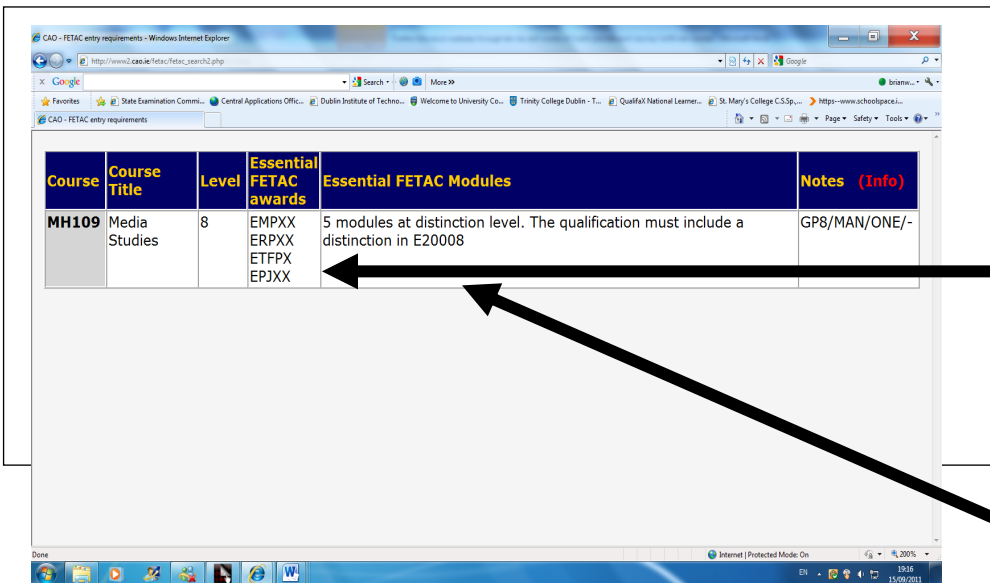 CAO - FETAC entry requirements - Windows Internet Explorer
http://www2.cao.ie/fetac/fetac_search2.php
Google
x Google
Search
More >>
brianw...
Favorites
State Examination Commi...
Central Applications Offic...
Dublin Institute of Techno...
Welcome to University Co...
Trinity College Dublin - T...
QualifaX National Learner...
St. Mary's College C.S.Sp,...
https--www.schoolspace.i...
CAO - FETAC entry requirements
Page
Safety
Tools
Course
Course Title
Level
Essential FETAC awards
Essential FETAC Modules
Notes (Info)
MH109
Media Studies
8
EMPXX
ERPXX
ETFPX
EPJXX
5 modules at distinction level. The qualification must include a
distinction in E20008
GP8/MAN/ONE/-
Done
Internet | Protected Mode: On
200%
EN
19:16
15/09/2011